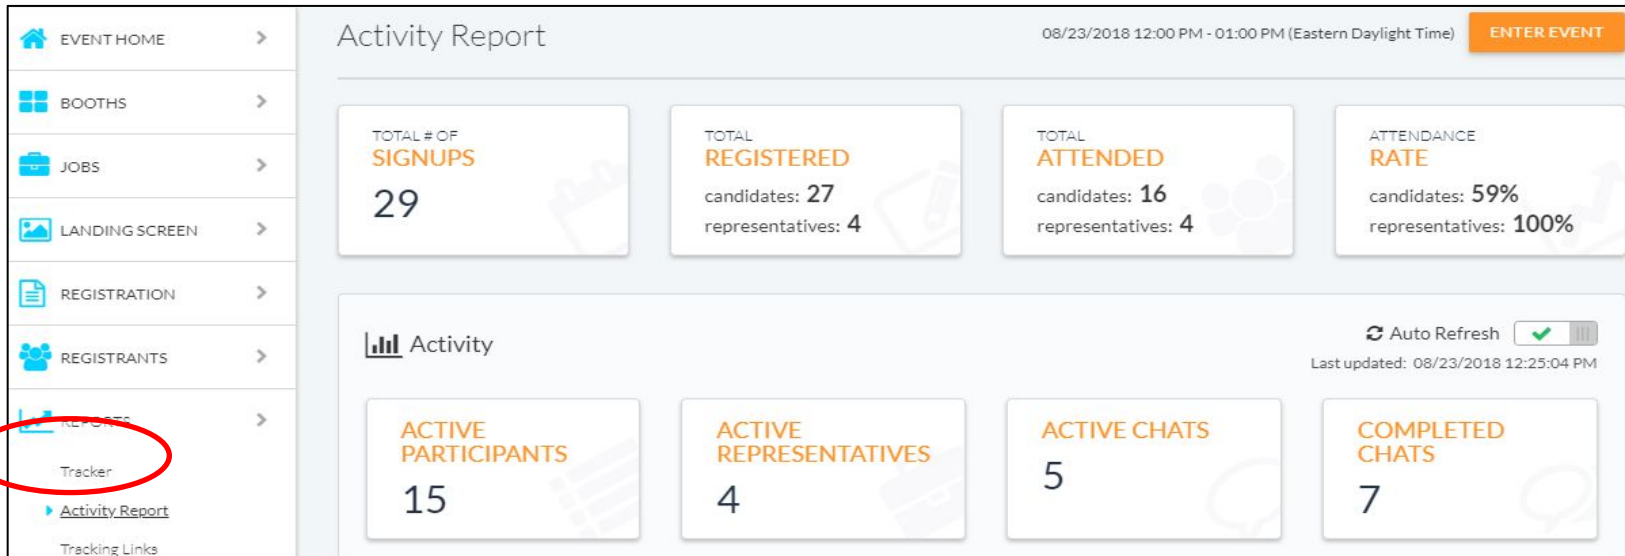 EVENT HOME
BOOTHS
JOBS
LANDING SCREEN
REGISTRATION
REGISTRANTS
REPORTS
Tracker
Activity Report
Tracking Links
Activity Report
08/23/2018 12:00 PM - 01:00 PM (Eastern Daylight Time)
ENTER EVENT
TOTAL # OF
SIGNUPS
29
TOTAL
REGISTERED
candidates: 27
representatives: 4
TOTAL
ATTENDED
candidates: 16
representatives: 4
ATTENDANCE
RATE
candidates: 59%
representatives: 100%
Activity
Auto Refresh
Last updated: 08/23/2018 12:25:04 PM
ACTIVE
PARTICIPANTS
15
ACTIVE
REPRESENTATIVES
4
ACTIVE CHATS
5
COMPLETED
CHATS
7